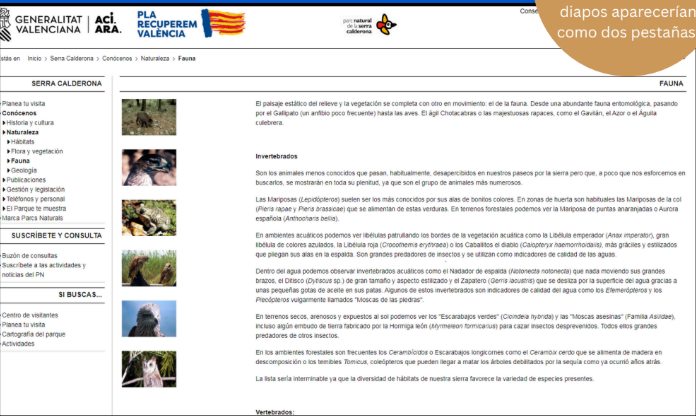 GENERALITAT
VALENCIANA
ACÍ.
ARA.
PLA
RECUPEREM
VALÈNCIA
parc natural
de la serra
calderona
Conse
diapos aparecerían
como dos pestañas
stás en Inicio > Serra Calderona > Conócenos > Naturaleza > Fauna
SERRA CALDERONA
FAUNA
Planea tu visita
Conócenos
Historia y cultura
Naturaleza
Hábitats
Flora y vegetación
Fauna
Geología
Publicaciones
Gestión y legislación
Teléfonos y personal
El Parque te muestra
Marca Parcs Naturals
SUSCRÍBETE Y CONSULTA
Buzón de consultas
Suscríbete a las actividades y
noticias del PN
SI BUSCAS...
Centro de visitantes
Planea tu visita
Cartografía del parque
Actividades
El paisaje estático del relieve y la vegetación se completa con otro en movimiento: el de la fauna. Desde una abundante fauna entomológica, pasando
por el Gallipato (un anfibio poco frecuente) hasta las aves. El ágil Chotacabras o las majestuosas rapaces, como el Gavilán, el Azor o el Águila
culebrera.
Invertebrados
Son los animales menos conocidos que pasan, habitualmente, desapercibidos en nuestros paseos por la sierra pero que, a poco que nos esforcemos en
buscarlos, se mostrarán en toda su plenitud, ya que son el grupo de animales más numerosos.
Las Mariposas (Lepidópteros) suelen ser los más conocidos por sus alas de bonitos colores. En zonas de huerta son habituales las Mariposas de la col
(Pieris rapae y Pieris brassicae) que se alimentan de estas verduras. En terrenos forestales podemos ver la Mariposa de puntas anaranjadas o Aurora
española (Anthocharis bella).
En ambientes acuáticos podremos ver libélulas patrullando los bordes de la vegetación acuática como la Libélula emperador (Anax imperator), gran
libélula de colores azulados, la Libélula roja (Crocothemis erythraea) o los Caballitos el diablo (Calopteryx haemorrhoidalis), más gráciles y estilizados
que pliegan sus alas en la espalda. Son grandes predadores de insectos y se utilizan como indicadores de calidad de las aguas.
Dentro del agua podemos observar invertebrados acuáticos como el Nadador de espalda (Notonecta notonecta) que nada moviendo sus grandes
brazos, el Ditisco (Dytiscus sp.) de gran tamaño y aspecto estilizado y el Zapatero (Gerris lacustris) que se desliza por la superficie del agua gracias a
unas pequeñas gotas de aceite en sus patas. Algunos de estos invertebrados son indicadores de calidad del agua como los Efemerópteros y los
Plecópteros vulgarmente llamados "Moscas de las piedras".
En terrenos secos, arenosos y expuestos al sol podemos ver los "Escarabajos verdes" (Cicindela hybrida) y las "Moscas asesinas" (Familia Asilidae),
incluso algún embudo de tierra fabricado por la Hormiga león (Myrmeleon formicarius) para cazar insectos desprevenidos. Todos ellos grandes
predadores de otros insectos.
En los ambientes forestales son frecuentes los Cerambícidos o Escarabajos longicornes como el Cerambix cerdo que se alimenta de madera en
descomposición o los temibles Tomicus, coleópteros que pueden llegar a matar los árboles debilitados por la sequía como ya ocurrió años atrás.
La lista sería interminable ya que la diversidad de hábitats de nuestra sierra favorece la variedad de especies presentes.
Vertebrados: